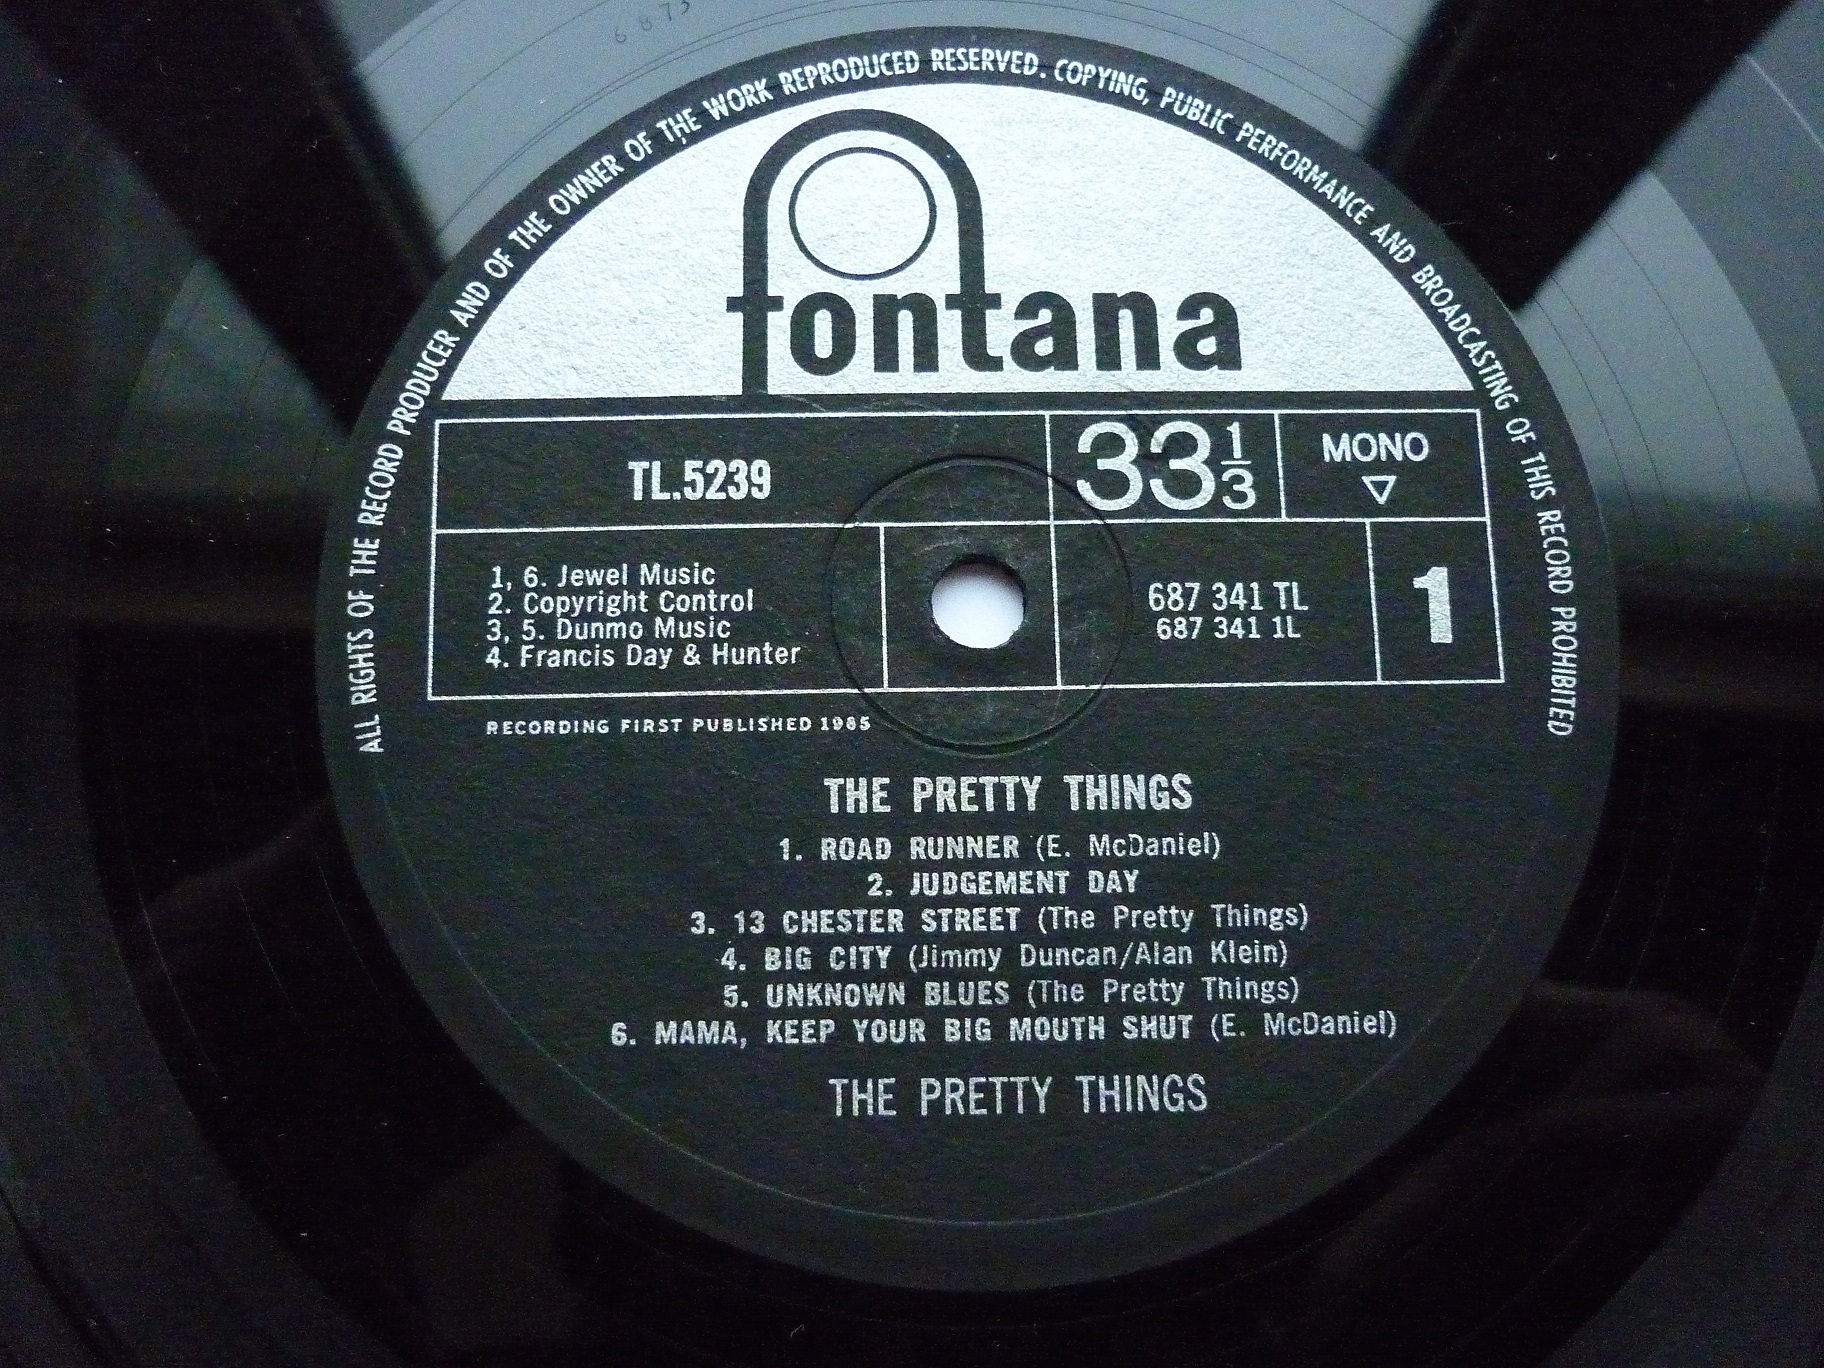 6873
ALL RIGHTS OF THE RECORD PRODUCER AND OF THE OWNER OF THE WORK REPRODUCED RESERVED. COPYING, PUBLIC PERFORMANCE AND BROADCASTING OF THIS RECORD PROHIBITED
fontana
TL.5239
33 1/3
MONO
▽
1, 6. Jewel Music
2. Copyright Control
3, 5. Dunmo Music
4. Francis Day & Hunter
687 341 TL
687 341 1L
1
RECORDING FIRST PUBLISHED 1965
THE PRETTY THINGS
1. ROAD RUNNER (E. McDaniel)
2. JUDGEMENT DAY
3. 13 CHESTER STREET (The Pretty Things)
4. BIG CITY (Jimmy Duncan/Alan Klein)
5. UNKNOWN BLUES (The Pretty Things)
6. MAMA, KEEP YOUR BIG MOUTH SHUT (E. McDaniel)
THE PRETTY THINGS